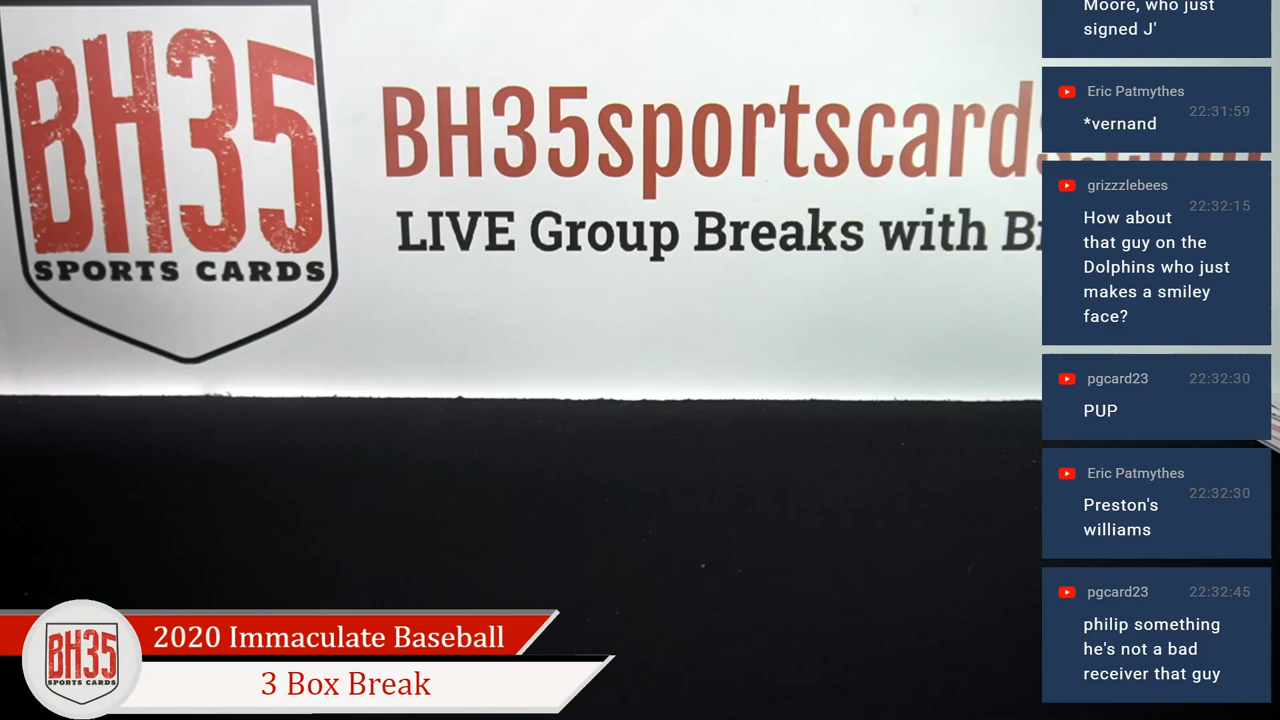 BH35
SPORTS CARDS
BH35sportscards.com
LIVE Group Breaks with
Moore, who just
signed J'
Eric Patmythes
22:31:59
*vernand
grizzzlebees
22:32:15
How about
that guy on the
Dolphins who just
makes a smiley
face?
pgcard23 22:32:30
PUP
Eric Patmythes
22:32:30
Preston's
williams
pgcard23 22:32:45
philip something
he's not a bad
receiver that guy
BH35
SPORTS CARDS
2020 Immaculate Baseball
3 Box Break